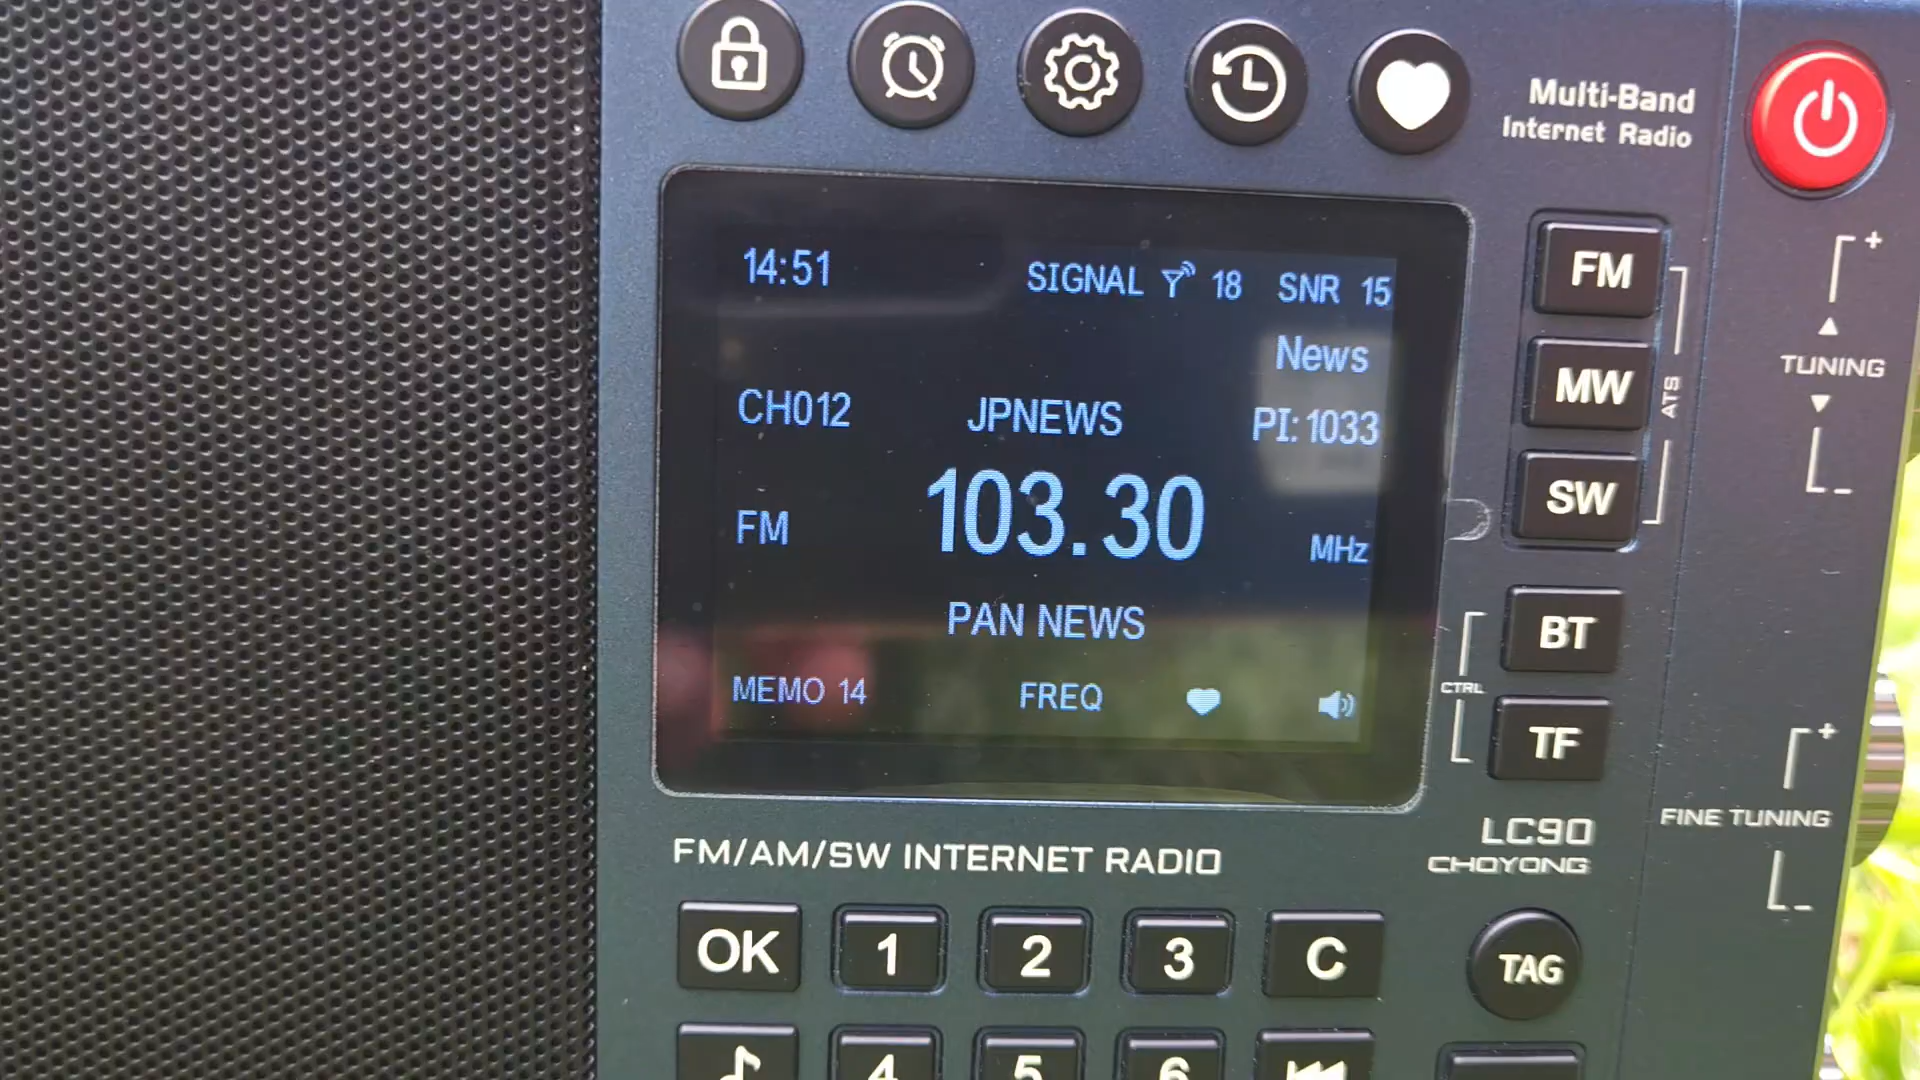 Multi-Band
Internet Radio
14:51 SIGNAL 18 SNR 15
News
CH012 JPNEWS PI: 1033
FM 103.30 MHz
PAN NEWS
MEMO 14 FREQ
FM
MW
SW
ATS
BT
TF
CTRL
+
TUNING
-
+
FINE TUNING
-
LC90
CHOYONG
FM/AM/SW INTERNET RADIO
OK 1 2 3 C TAG
4 5 6